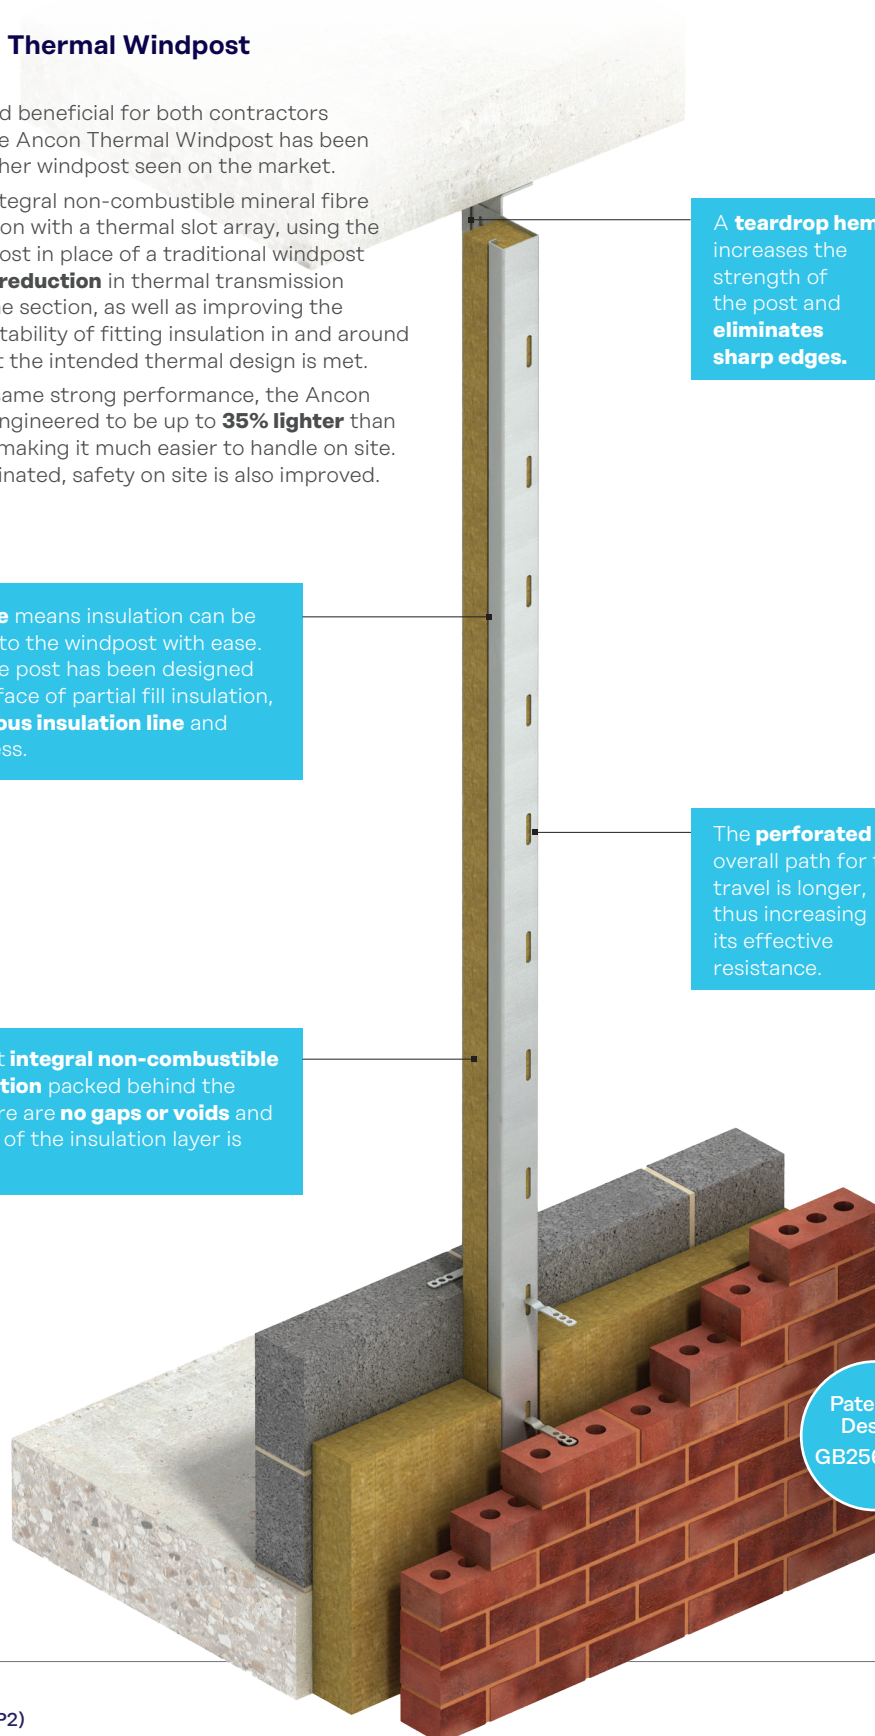 Thermal Windpost
d beneficial for both contractors
e Ancon Thermal Windpost has been
her windpost seen on the market.
tegral non-combustible mineral fibre
on with a thermal slot array, using the
ost in place of a traditional windpost
reduction in thermal transmission
ne section, as well as improving the
tability of fitting insulation in and around
t the intended thermal design is met.
same strong performance, the Ancon
engineered to be up to 35% lighter than
making it much easier to handle on site.
inated, safety on site is also improved.
A teardrop hem
increases the
strength of
the post and
eliminates
sharp edges.
e means insulation can be
to the windpost with ease.
e post has been designed
face of partial fill insulation,
ous insulation line and
ess.
The perforated
overall path for t
travel is longer,
thus increasing
its effective
resistance.
t integral non-combustible
tion packed behind the
re are no gaps or voids and
of the insulation layer is
Pate
Des
GB256
P2)